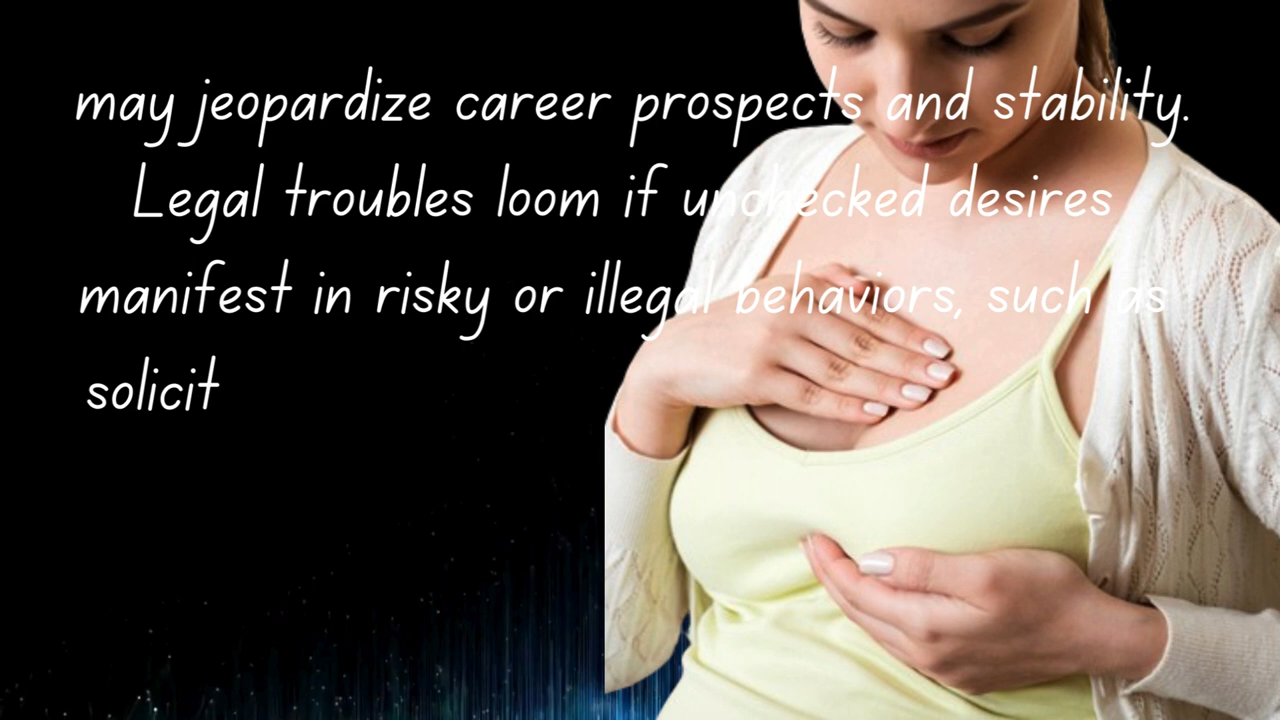 may jeopardize career prospects and stability.
Legal troubles loom if unchecked desires
manifest in risky or illegal behaviors, such as
solicit